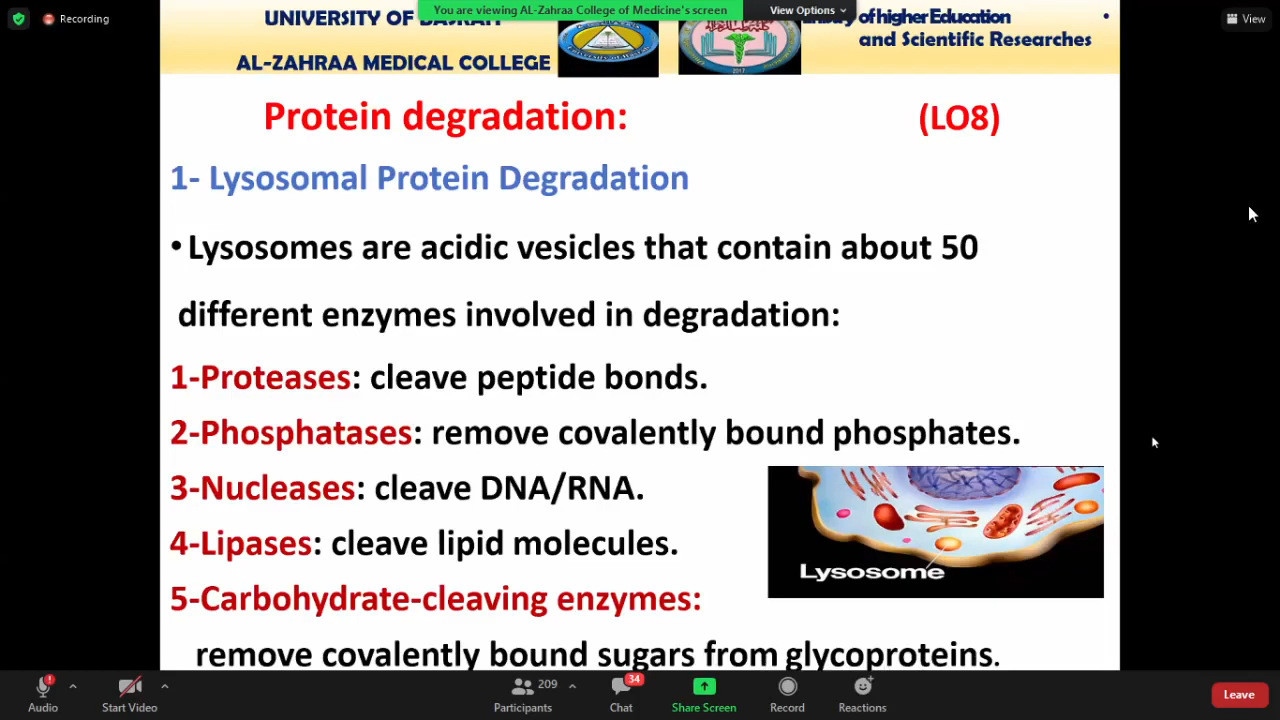 Recording
You are viewing AL-Zahraa College of Medicine's screen
View Options
View
UNIVERSITY OF BASRAH
of higher Education
and Scientific Researches
AL-ZAHRAA MEDICAL COLLEGE
2017
Protein degradation: (LO8)
1- Lysosomal Protein Degradation
•Lysosomes are acidic vesicles that contain about 50
different enzymes involved in degradation:
1-Proteases: cleave peptide bonds.
2-Phosphatases: remove covalently bound phosphates.
3-Nucleases: cleave DNA/RNA.
4-Lipases: cleave lipid molecules.
5-Carbohydrate-cleaving enzymes:
remove covalently bound sugars from glycoproteins.
Lysosome
Audio
Start Video
209
Participants
34
Chat
Share Screen
Record
Reactions
Leave